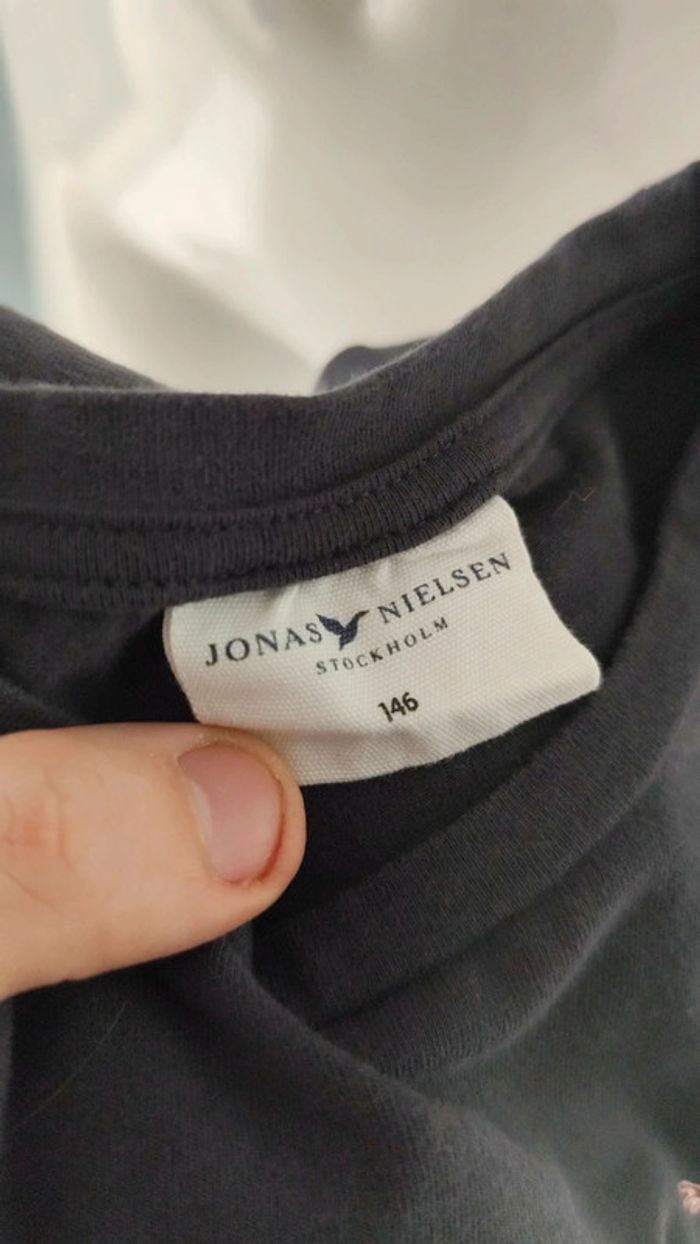 JONAS NIELSEN
STOCKHOLM
146